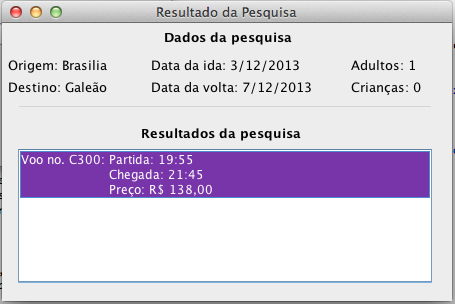 Resultado da Pesquisa
Dados da pesquisa
Origem: Brasilia Data da ida: 3/12/2013 Adultos: 1
Destino: Galeão Data da volta: 7/12/2013 Crianças: 0
Resultados da pesquisa
Voo no. C300: Partida: 19:55
Chegada: 21:45
Preço: R$ 138,00